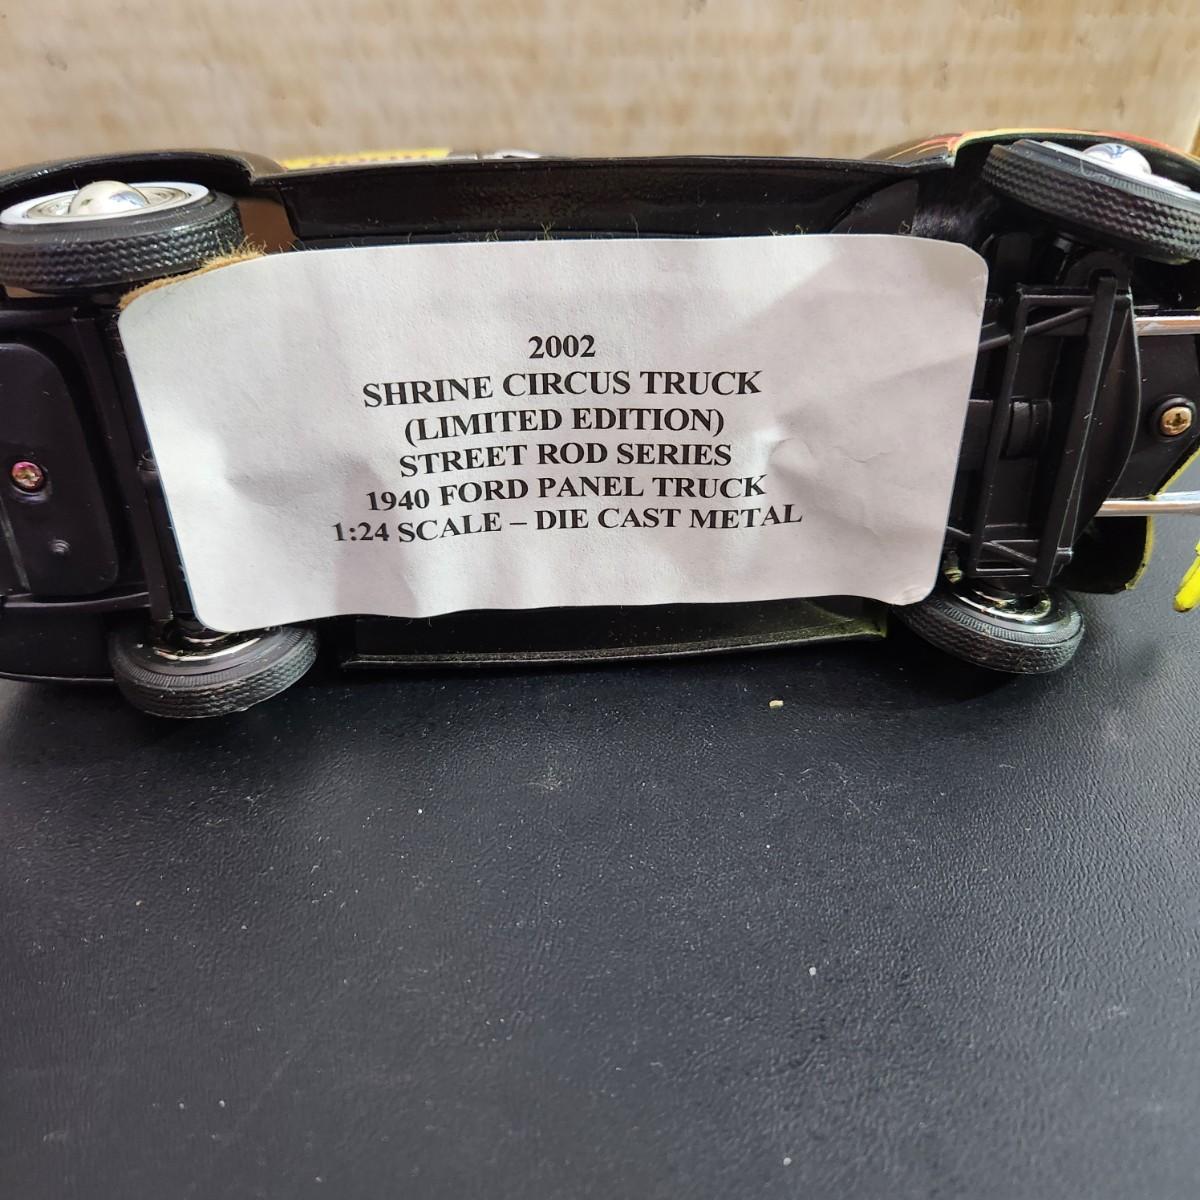 2002
SHRINE CIRCUS TRUCK
(LIMITED EDITION)
STREET ROD SERIES
1940 FORD PANEL TRUCK
1:24 SCALE – DIE CAST METAL